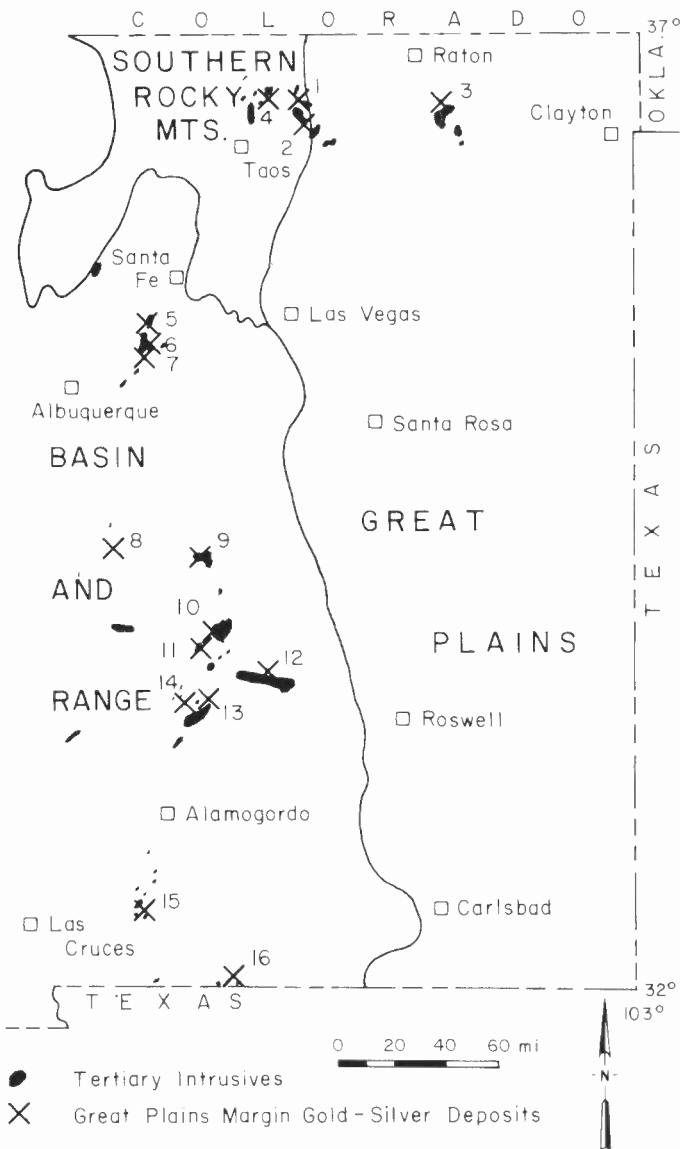 C O L O R A D O
37°
SOUTHERN
ROCKY
MTS.
Raton
OKLA.
1
3
4
2
Clayton
Taos
Santa
Fe
5
6
7
Las Vegas
Albuquerque
Santa Rosa
BASIN
TEXAS
GREAT
8
9
AND
10
PLAINS
11
12
14
RANGE
13
Roswell
Alamogordo
15
Las
Cruces
Carlsbad
16
TEXAS
32°
103°
0 20 40 60 mi
N
Tertiary Intrusives
Great Plains Margin Gold-Silver Deposits